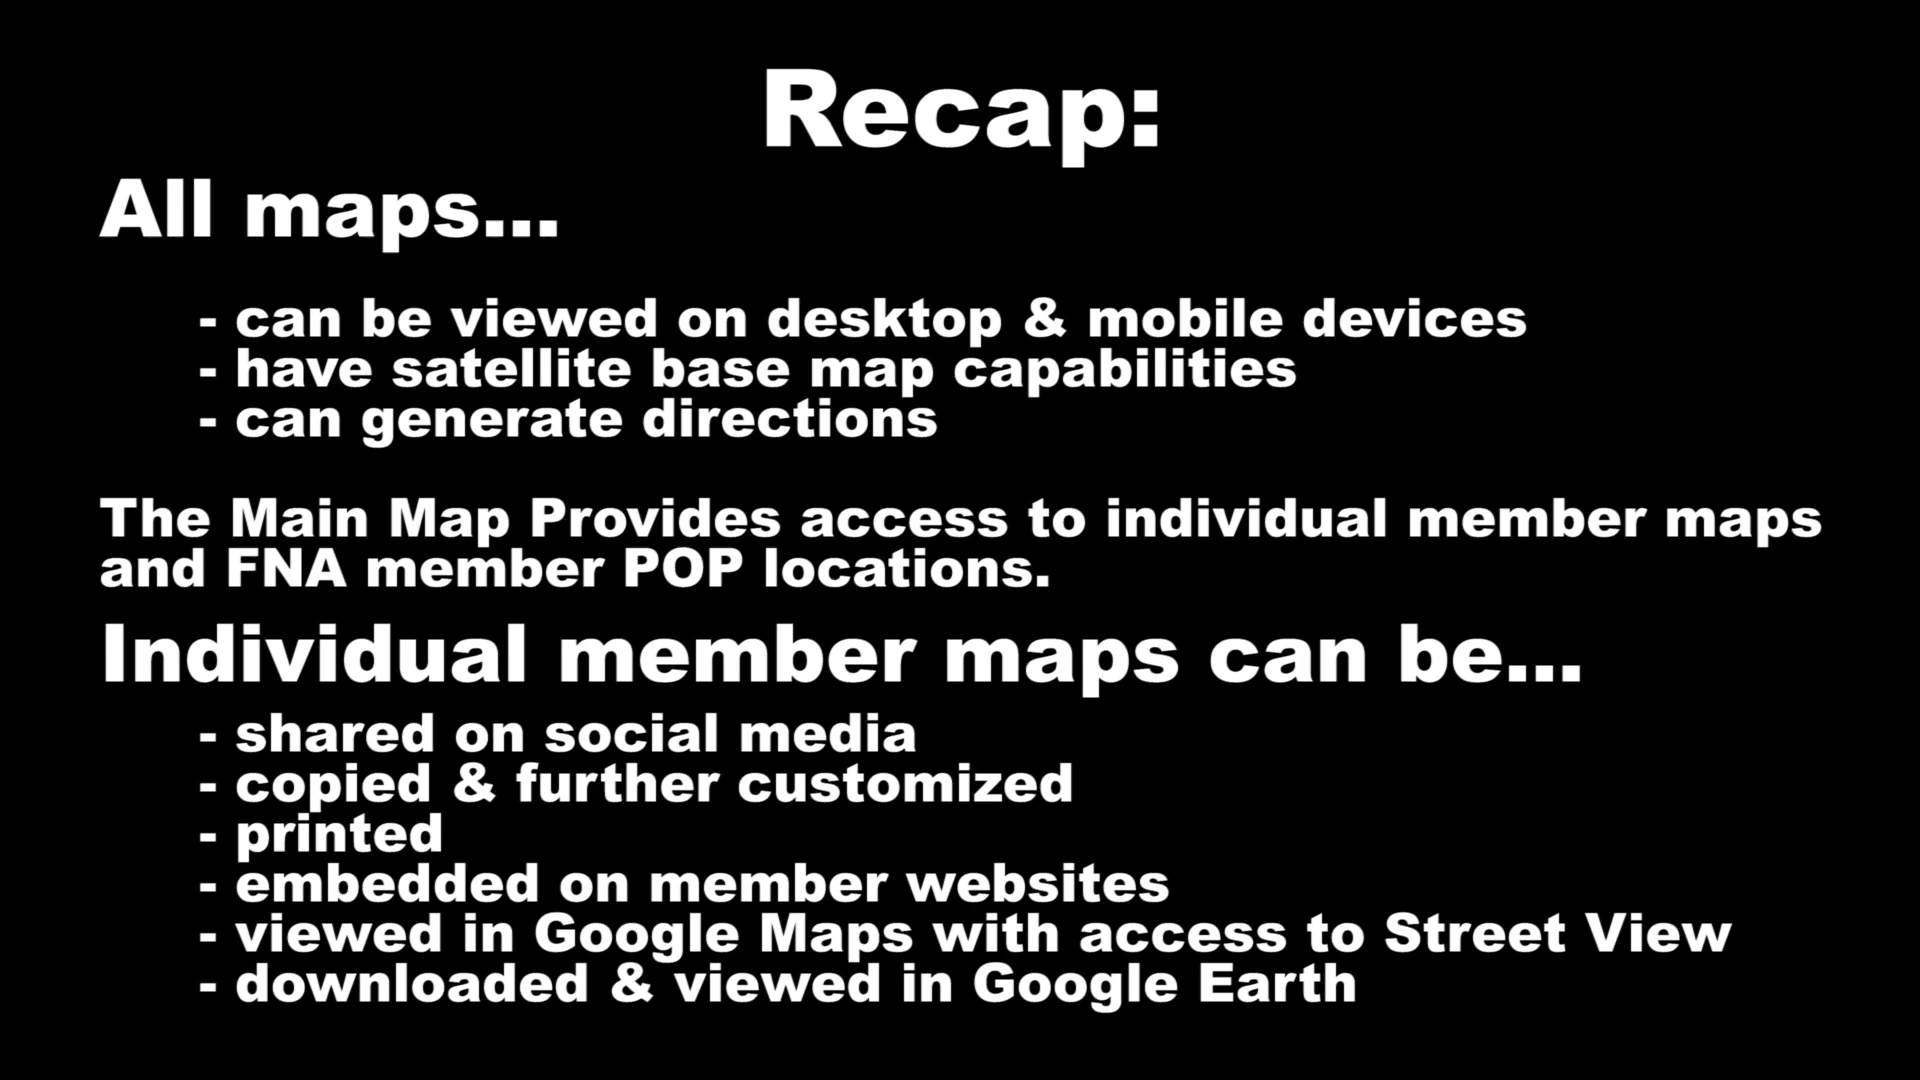 Recap:
All maps...
- can be viewed on desktop & mobile devices
- have satellite base map capabilities
- can generate directions
The Main Map Provides access to individual member maps
and FNA member POP locations.
Individual member maps can be...
- shared on social media
- copied & further customized
- printed
- embedded on member websites
- viewed in Google Maps with access to Street View
- downloaded & viewed in Google Earth